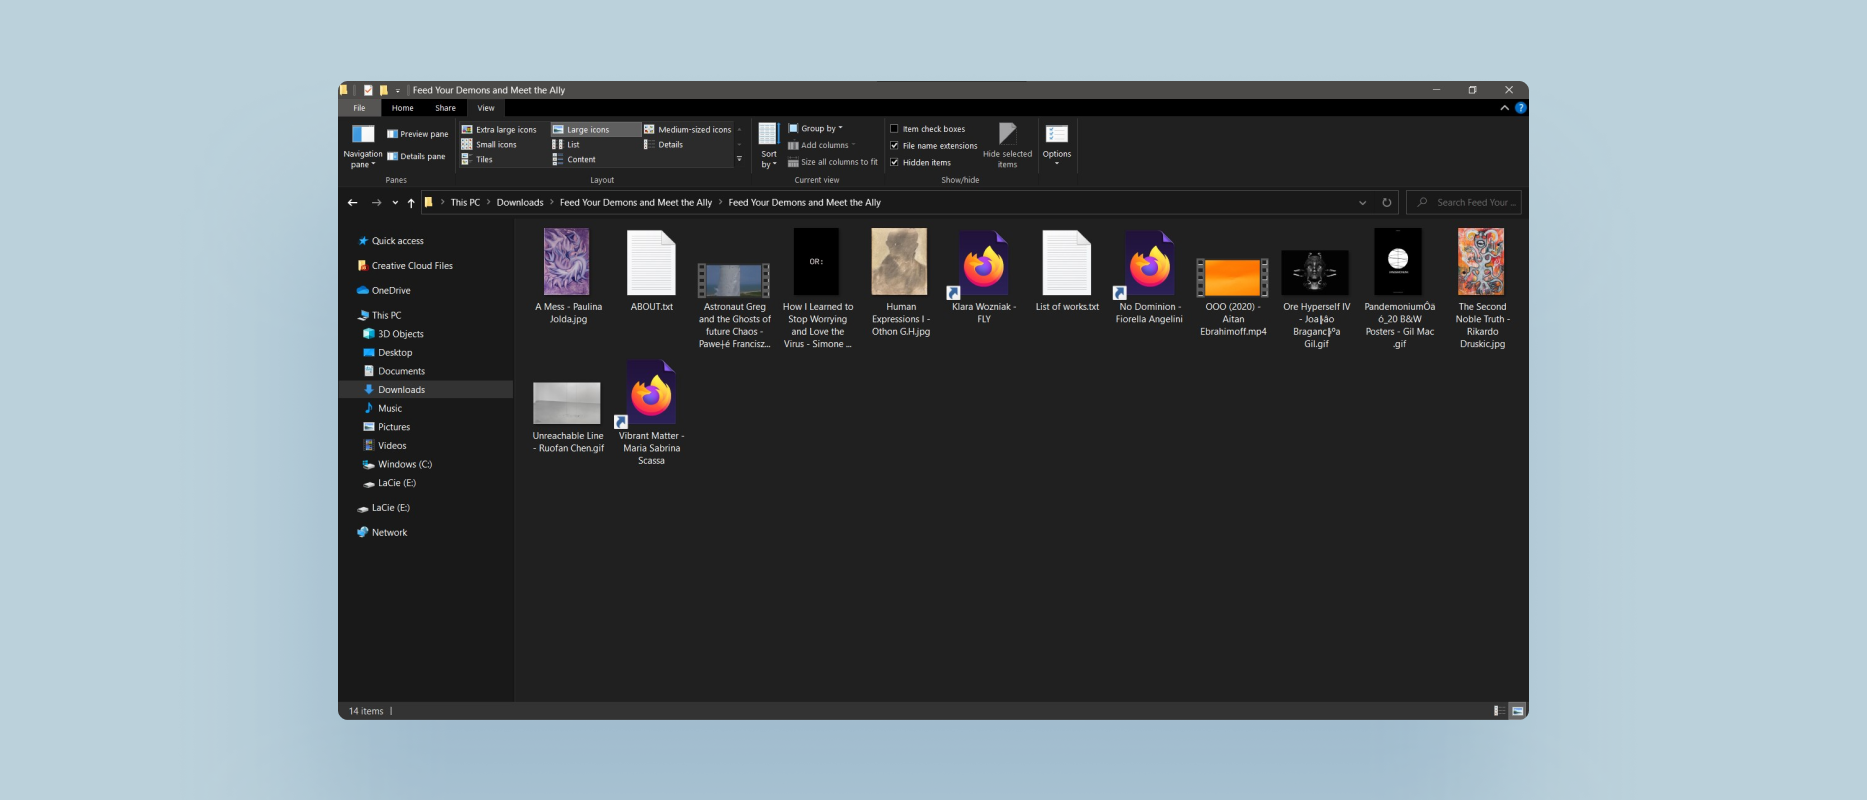 Feed Your Demons and Meet the Ally
File Home Share View
Navigation pane
Preview pane
Details pane
Panes
Extra large icons Large icons Medium-sized icons
Small icons List Details
Tiles Content
Layout
Sort by
Group by
Add columns
Size all columns to fit
Current view
Item check boxes
File name extensions
Hidden items
Hide selected items
Show/hide
Options
This PC Downloads Feed Your Demons and Meet the Ally Feed Your Demons and Meet the Ally
Search Feed Your ...
Quick access
Creative Cloud Files
OneDrive
This PC
3D Objects
Desktop
Documents
Downloads
Music
Pictures
Videos
Windows (C:)
LaCie (E:)
LaCie (E:)
Network
A Mess - Paulina
Jolda.jpg
ABOUT.txt
Astronaut Greg
and the Ghosts of
future Chaos -
Pawe┼é Francisz...
OR:
How I Learned to
Stop Worrying
and Love the
Virus - Simone ...
Human
Expressions I -
Othon G.H.jpg
Klara Wozniak -
FLY
List of works.txt
No Dominion -
Fiorella Angelini
OOO (2020) -
Aitan
Ebrahimoff.mp4
Ore Hyperself IV
Gil.gif
Posters - Gil Mac
.gif
The Second
Noble Truth -
Rikardo
Druskic.jpg
Unreachable Line
- Ruofan Chen.gif
Vibrant Matter -
Maria Sabrina
Scassa
14 items